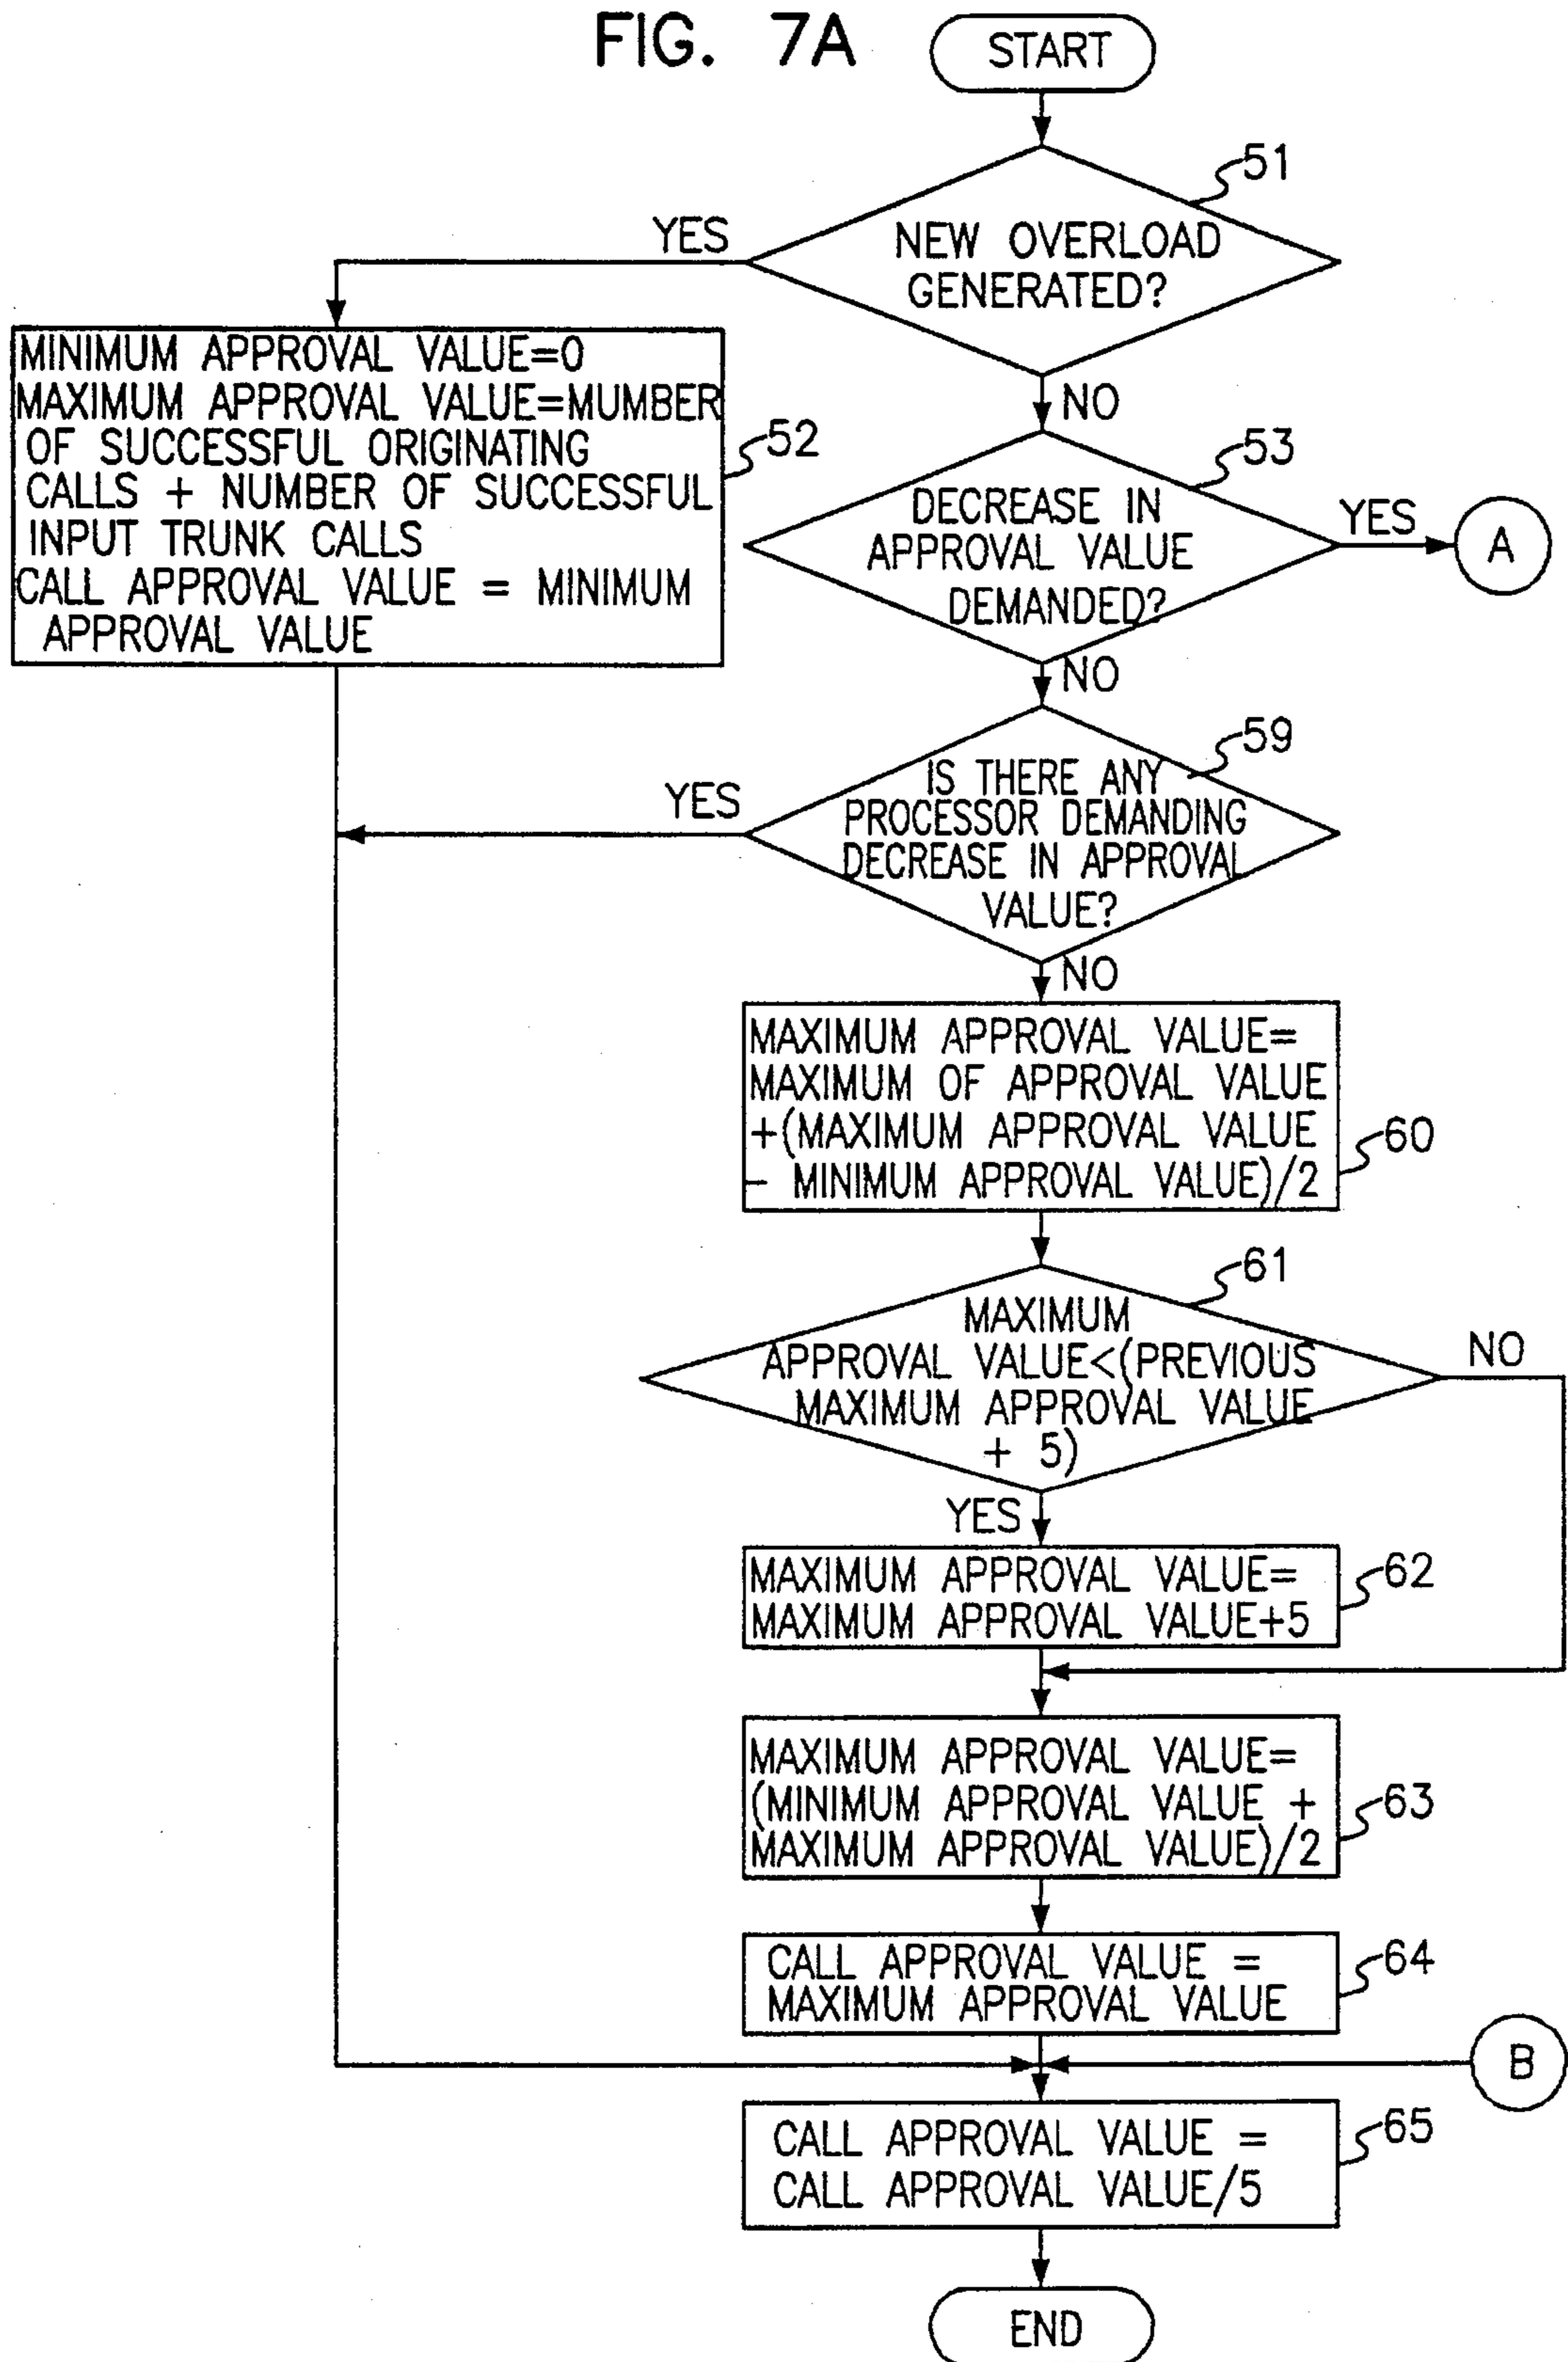 FIG. 7A
START
51
YES
NEW OVERLOAD
GENERATED?
NO
MINIMUM APPROVAL VALUE=0
MAXIMUM APPROVAL VALUE=MUMBER
OF SUCCESSFUL ORIGINATING
CALLS + NUMBER OF SUCCESSFUL
INPUT TRUNK CALLS
CALL APPROVAL VALUE = MINIMUM
APPROVAL VALUE
52
53
DECREASE IN
APPROVAL VALUE
DEMANDED?
YES
A
NO
59
YES
IS THERE ANY
PROCESSOR DEMANDING
DECREASE IN APPROVAL
VALUE?
NO
MAXIMUM APPROVAL VALUE=
MAXIMUM OF APPROVAL VALUE
+(MAXIMUM APPROVAL VALUE
- MINIMUM APPROVAL VALUE)/2
60
61
MAXIMUM
APPROVAL VALUE<(PREVIOUS
MAXIMUM APPROVAL VALUE
+ 5)
NO
YES
MAXIMUM APPROVAL VALUE=
MAXIMUM APPROVAL VALUE+5
62
MAXIMUM APPROVAL VALUE=
(MINIMUM APPROVAL VALUE +
MAXIMUM APPROVAL VALUE)/2
63
CALL APPROVAL VALUE =
MAXIMUM APPROVAL VALUE
64
B
CALL APPROVAL VALUE =
CALL APPROVAL VALUE/5
65
END